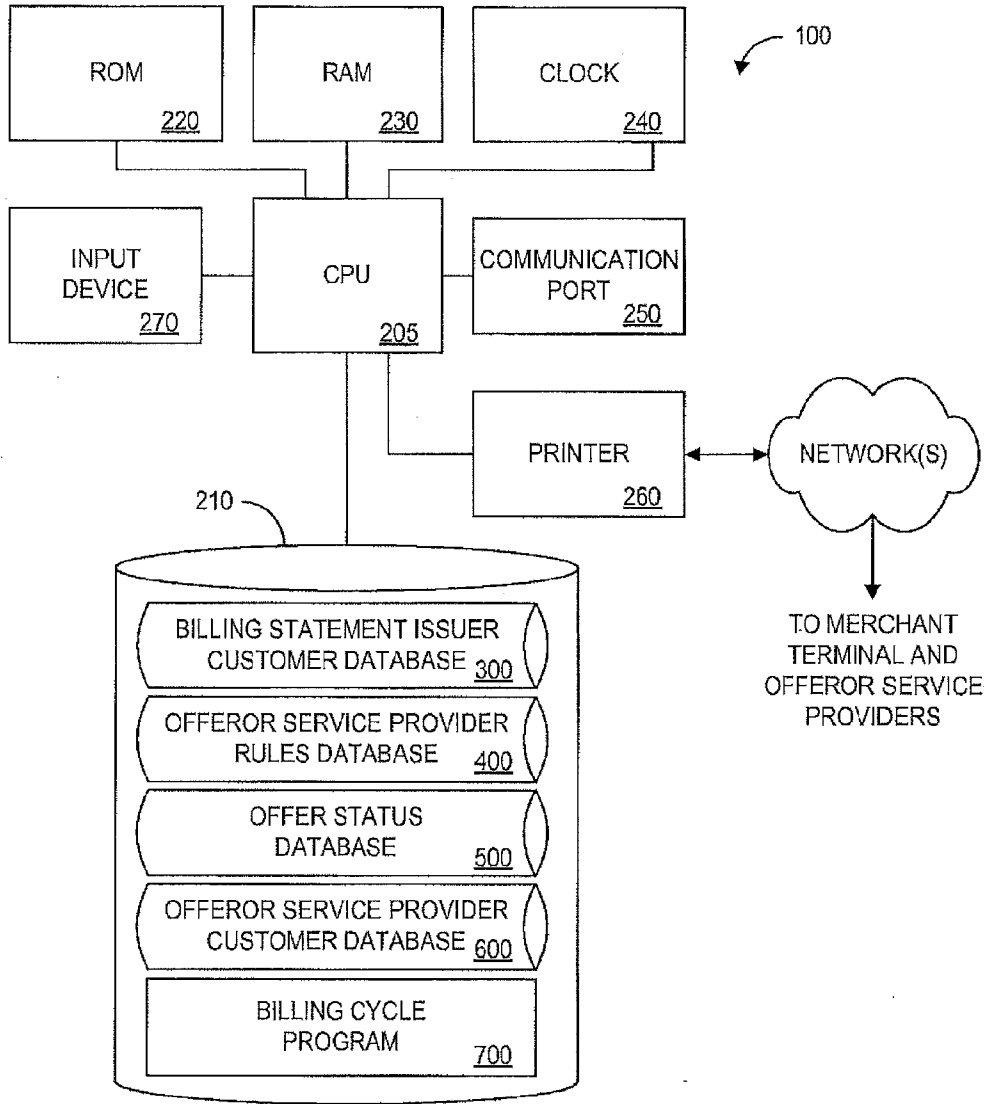 100
ROM
220
RAM
230
CLOCK
240
INPUT
DEVICE
270
CPU
205
COMMUNICATION
PORT
250
PRINTER
260
NETWORK(S)
TO MERCHANT
TERMINAL AND
OFFEROR SERVICE
PROVIDERS
210
BILLING STATEMENT ISSUER
CUSTOMER DATABASE 300
OFFEROR SERVICE PROVIDER
RULES DATABASE 400
OFFER STATUS
DATABASE 500
OFFEROR SERVICE PROVIDER
CUSTOMER DATABASE 600
BILLING CYCLE
PROGRAM 700